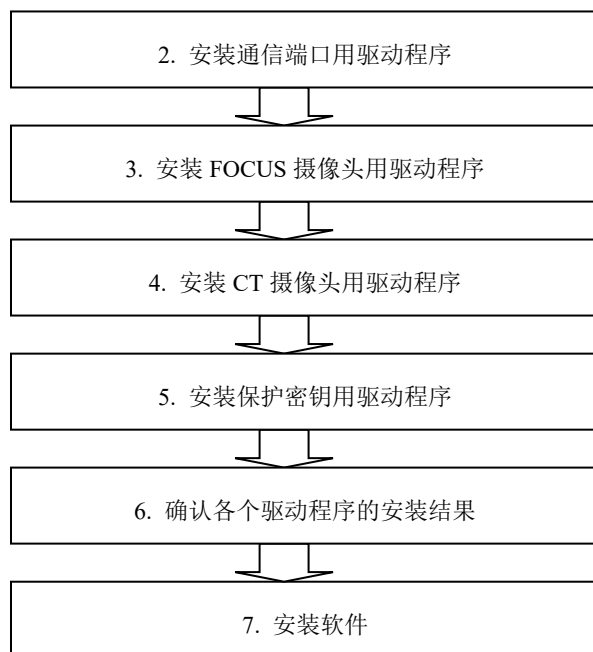 2. 安装通信端口用驱动程序
3. 安装 FOCUS 摄像头用驱动程序
4. 安装 CT 摄像头用驱动程序
5. 安装保护密钥用驱动程序
6. 确认各个驱动程序的安装结果
7. 安装软件